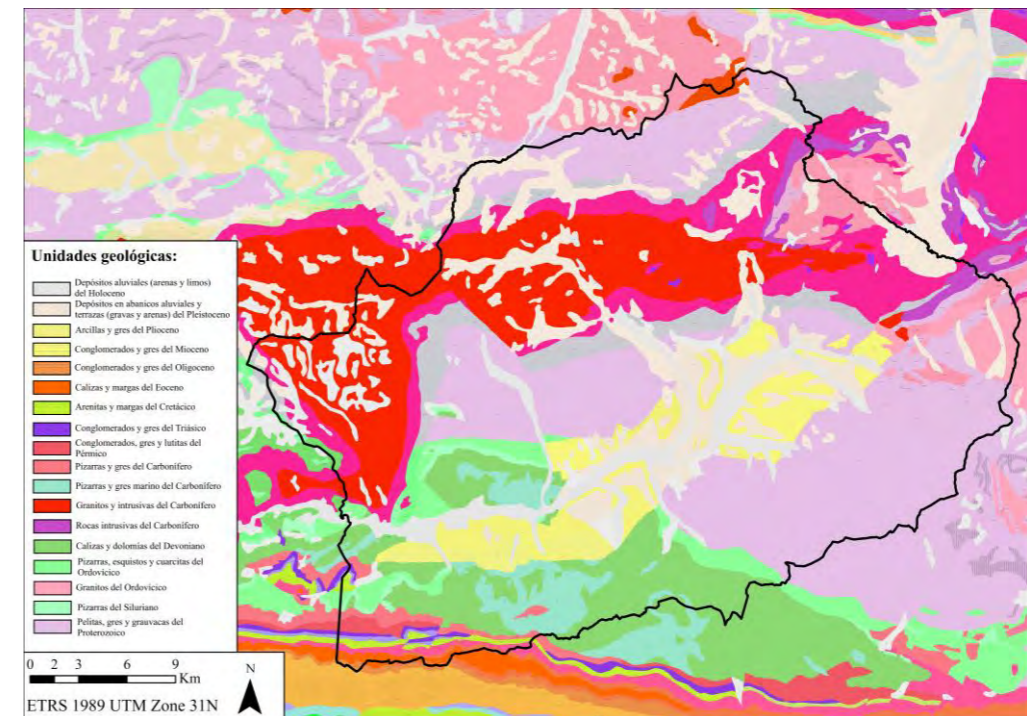 Unidades geológicas:
Depósitos aluviales (arenas y limos)
del Holoceno
Depósitos en abanicos aluviales y
terrazas (gravas y arenas) del Pleistoceno
Arcillas y gres del Plioceno
Conglomerados y gres del Mioceno
Conglomerados y gres del Oligoceno
Calizas y margas del Eoceno
Arenitas y margas del Cretácico
Conglomerados y gres del Triásico
Conglomerados, gres y lutitas del
Pérmico
Pizarras y gres del Carbonífero
Pizarras y gres marino del Carbonífero
Granitos y intrusivas del Carbonífero
Rocas intrusivas del Carbonífero
Calizas y dolomías del Devoniano
Pizarras, esquistos y cuarcitas del
Ordovícico
Granitos del Ordovícico
Pizarras del Siluriano
Pelitas, gres y grauvacas del
Proterozoico
0 2 3 6 9
Km
N
ETRS 1989 UTM Zone 31N